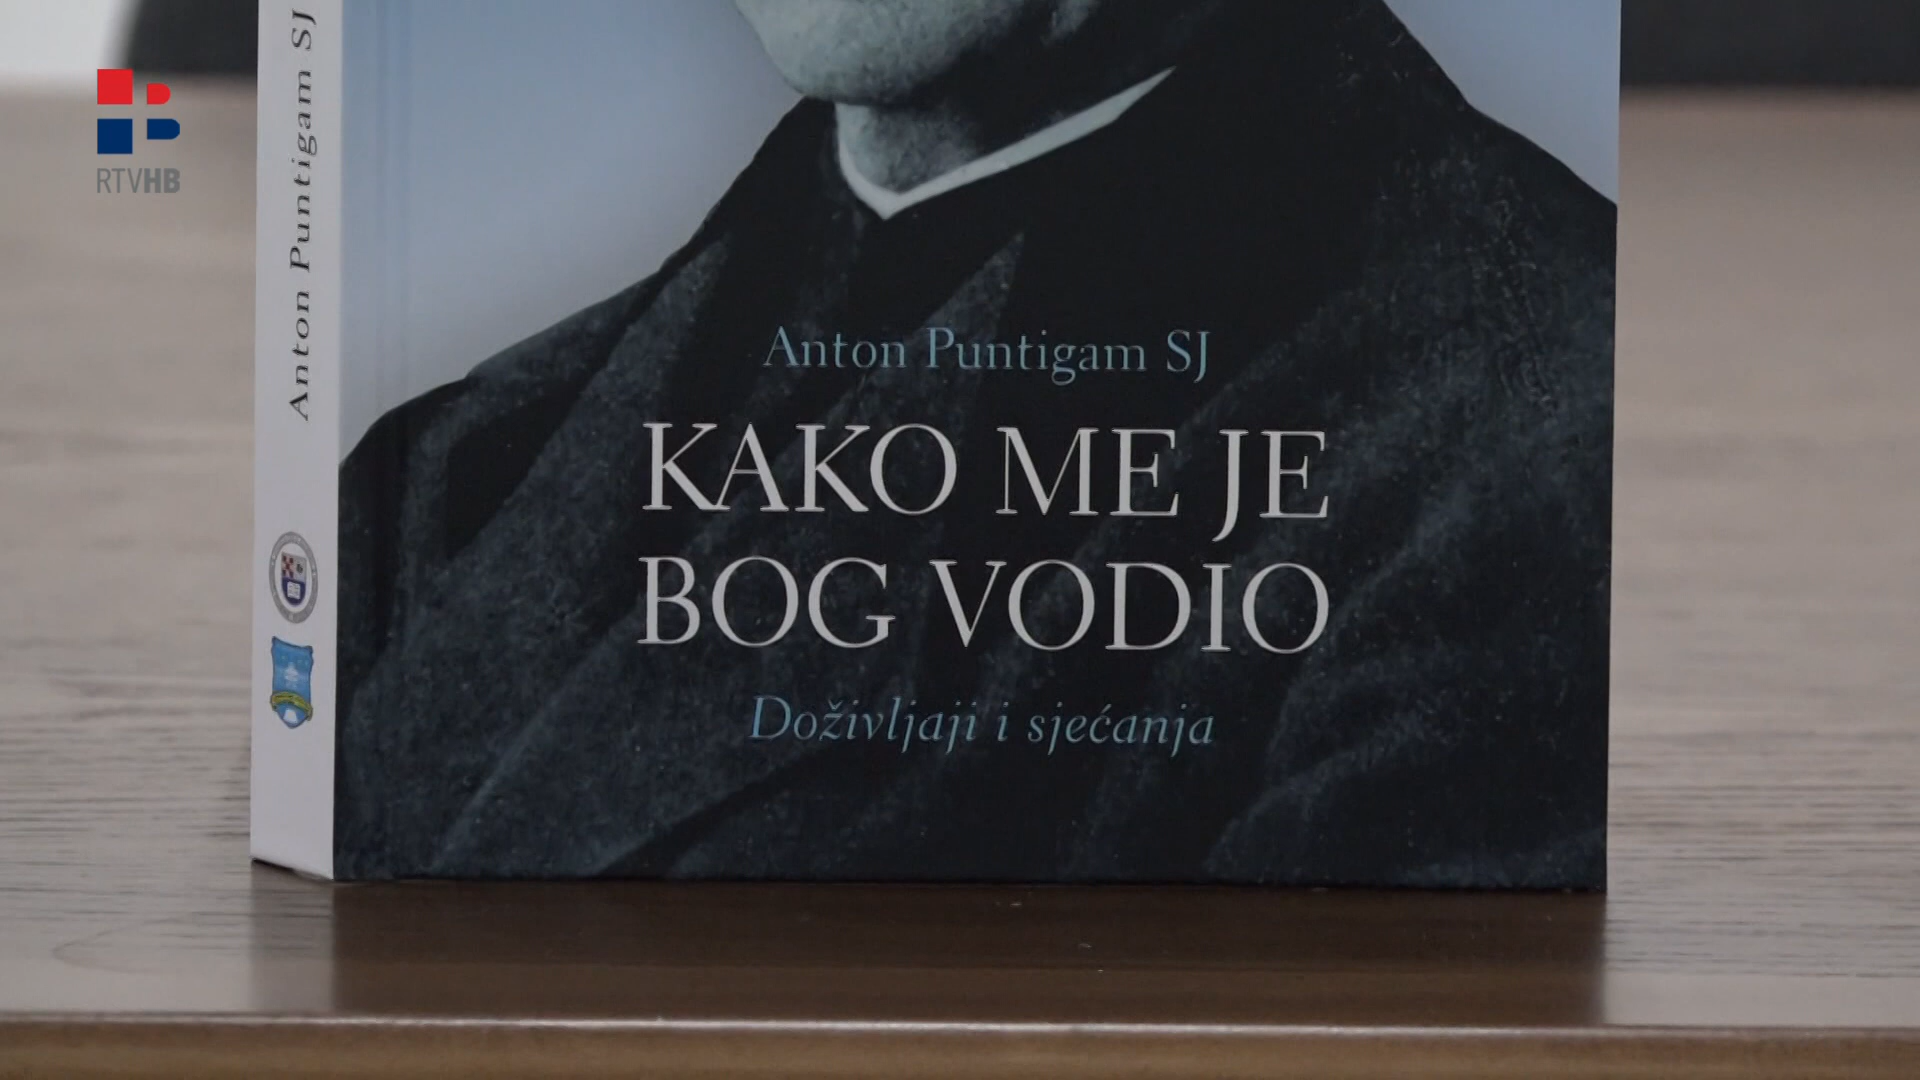 RTVHB
Anton Puntigam SJ
Anton Puntigam SJ
KAKO ME JE
BOG VODIO
Doživljaji i sjećanja